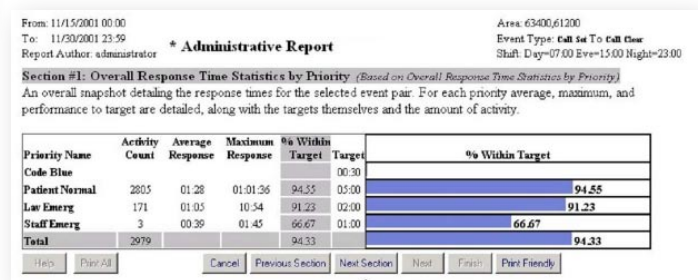 From: 11/15/2001 00:00
To: 11/30/2001 23:59
Report Author: administrator
* Administrative Report
Area: 63400,61200
Event Type: Call Set To Call Clear
Shift: Day=07:00 Eve=15:00 Night=23:00
Section #1: Overall Response Time Statistics by Priority (Based on Overall Response Time Statistics by Priority)
An overall snapshot detailing the response times for the selected event pair. For each priority average, maximum, and
performance to target are detailed, along with the targets themselves and the amount of activity.
Priority Name Activity Count Average Response Maximum Response % Within Target Target % Within Target
Code Blue 00:30
Patient Normal 2805 01:28 01:01:36 94.55 05:00 94.55
Lav Emerg 171 01:05 10:54 91.23 02:00 91.23
Staff Emerg 3 00:39 01:45 66.67 01:00 66.67
Total 2979 94.33 94.33
Help Print All Cancel Previous Section Next Section Next Finish Print Friendly